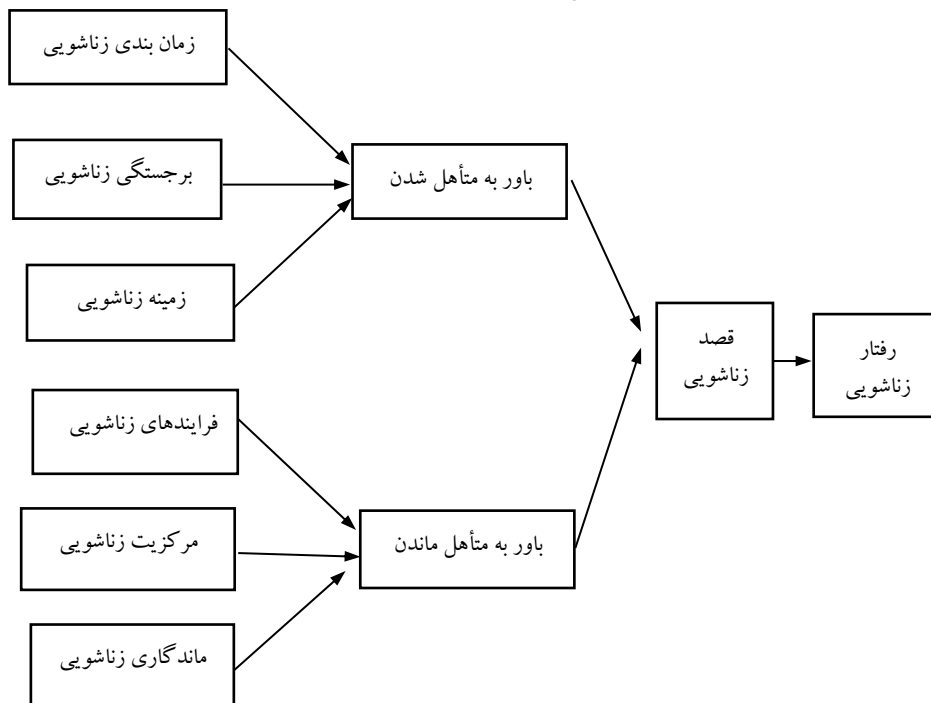 زمان بندی زناشویی
برجستگی زناشویی
باور به متأهل شدن
زمینه زناشویی
قصد
زناشویی
رفتار
زناشویی
فرایندهای زناشویی
مرکزیت زناشویی
باور به متأهل ماندن
ماندگاری زناشویی